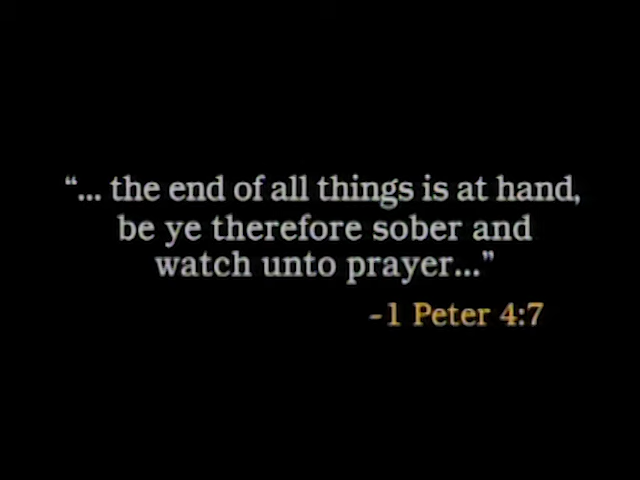 “... the end of all things is at hand,
be ye therefore sober and
watch unto prayer...”
-1 Peter 4:7